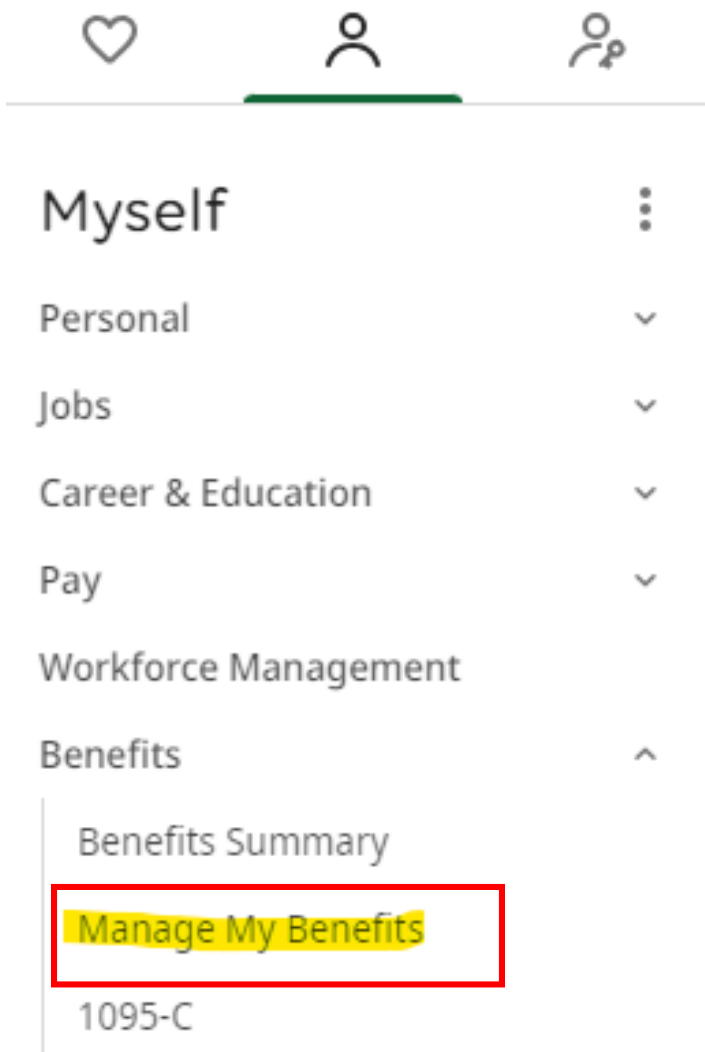 Myself
Personal
Jobs
Career & Education
Pay
Workforce Management
Benefits
Benefits Summary
Manage My Benefits
1095-C